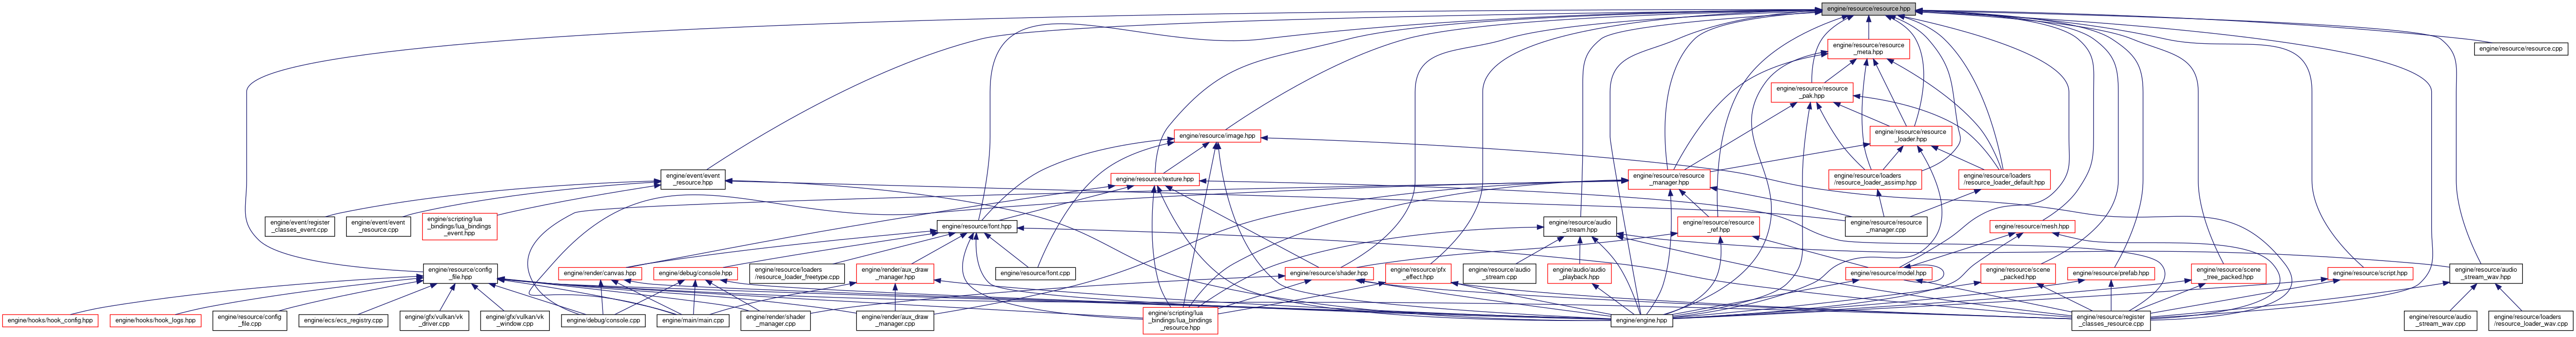 engine/resource/resource.hpp
engine/resource/resource
_meta.hpp
engine/resource/resource.cpp
engine/resource/resource
_pak.hpp
engine/resource/image.hpp
engine/resource/resource
_loader.hpp
engine/event/event
_resource.hpp
engine/resource/texture.hpp
engine/resource/resource
_manager.hpp
engine/resource/loaders
/resource_loader_assimp.hpp
engine/resource/loaders
/resource_loader_default.hpp
engine/event/register
_classes_event.cpp
engine/event/event
_resource.cpp
engine/scripting/lua
_bindings/lua_bindings
_event.hpp
engine/resource/font.hpp
engine/resource/audio
_stream.hpp
engine/resource/resource
_ref.hpp
engine/resource/resource
_manager.cpp
engine/resource/mesh.hpp
engine/resource/config
_file.hpp
engine/render/canvas.hpp
engine/debug/console.hpp
engine/resource/loaders
/resource_loader_freetype.cpp
engine/render/aux_draw
_manager.hpp
engine/resource/font.cpp
engine/resource/shader.hpp
engine/resource/pfx
_effect.hpp
engine/resource/audio
_stream.cpp
engine/audio/audio
_playback.hpp
engine/resource/model.hpp
engine/resource/scene
_packed.hpp
engine/resource/prefab.hpp
engine/resource/scene
_tree_packed.hpp
engine/resource/script.hpp
engine/resource/audio
_stream_wav.hpp
engine/hooks/hook_config.hpp
engine/hooks/hook_logs.hpp
engine/resource/config
_file.cpp
engine/ecs/ecs_registry.cpp
engine/gfx/vulkan/vk
_driver.cpp
engine/gfx/vulkan/vk
_window.cpp
engine/debug/console.cpp
engine/main/main.cpp
engine/render/shader
_manager.cpp
engine/render/aux_draw
_manager.cpp
engine/scripting/lua
_bindings/lua_bindings
_resource.hpp
engine/engine.hpp
engine/resource/register
_classes_resource.cpp
engine/resource/audio
_stream_wav.cpp
engine/resource/loaders
/resource_loader_wav.cpp